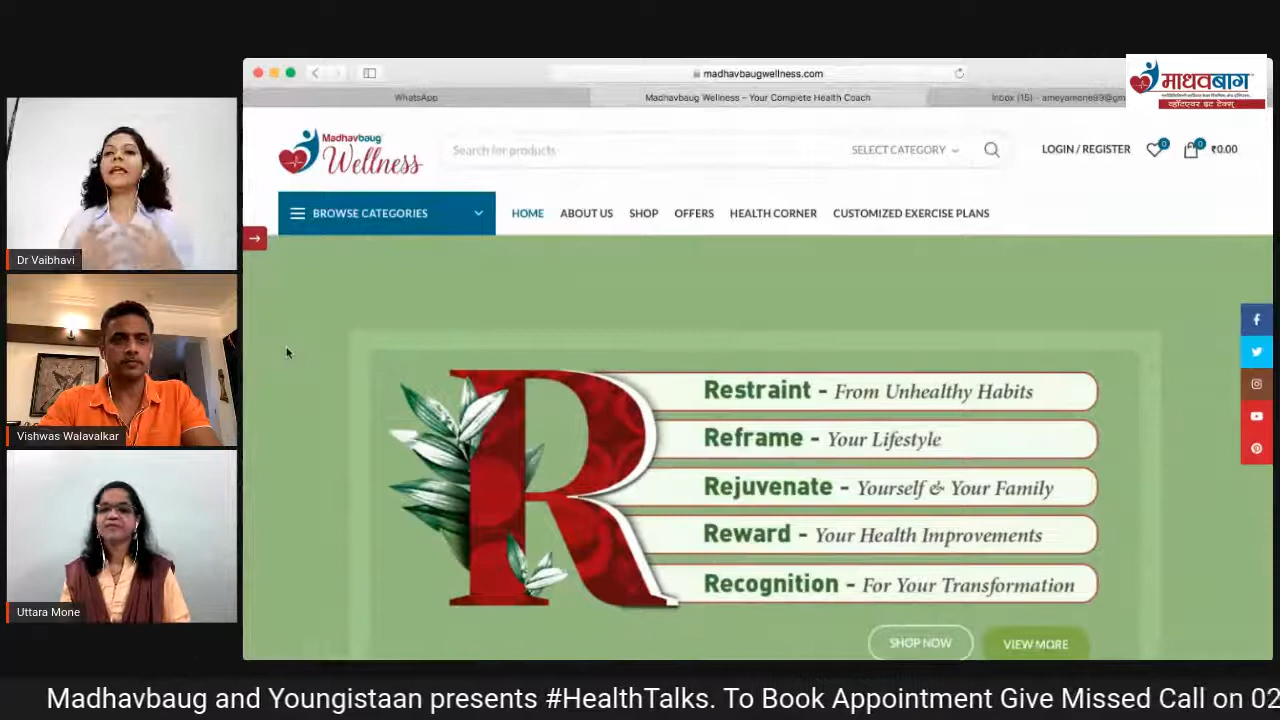 madhavbaugwellness.com
WhatsApp
Madhavbaug Wellness – Your Complete Health Coach
Inbox (15) - ameyamone99@gm
माधवबाग
व्हॉटएवर इट टेक्स्
Madhavbaug
Wellness
Search for products
SELECT CATEGORY
LOGIN / REGISTER
0
0
₹0.00
BROWSE CATEGORIES
HOME
ABOUT US
SHOP
OFFERS
HEALTH CORNER
CUSTOMIZED EXERCISE PLANS
Dr Vaibhavi
Vishwas Walavalkar
Uttara Mone
R
Restraint - From Unhealthy Habits
Reframe - Your Lifestyle
Rejuvenate - Yourself & Your Family
Reward - Your Health Improvements
Recognition - For Your Transformation
SHOP NOW
VIEW MORE
Madhavbaug and Youngistaan presents #HealthTalks. To Book Appointment Give Missed Call on 02